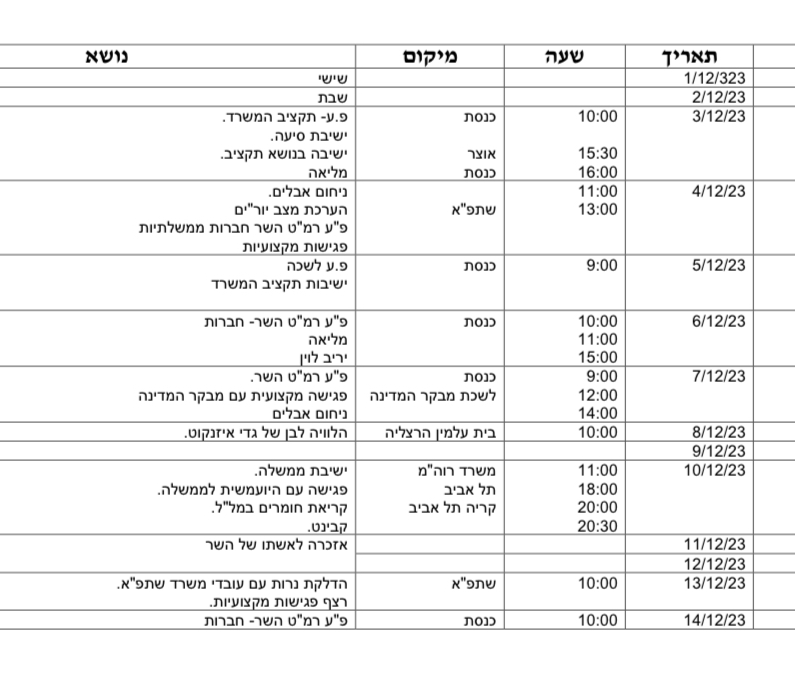 תאריך שעה מיקום נושא
1/12/323 שישי
2/12/23 שבת
3/12/23 10:00 כנסת פ.ע- תקציב המשרד.
ישיבת סיעה.
15:30 אוצר ישיבה בנושא תקציב.
16:00 כנסת מליאה
4/12/23 11:00 ניחום אבלים.
13:00 שתפ"א הערכת מצב יור"ים
פ"ע רמ"ט השר חברות ממשלתיות
פגישות מקצועיות
5/12/23 9:00 כנסת פ.ע לשכה
ישיבות תקציב המשרד
6/12/23 10:00 כנסת פ"ע רמ"ט השר- חברות
11:00 מליאה
15:00 יריב לוין
7/12/23 9:00 כנסת פ"ע רמ"ט השר.
12:00 לשכת מבקר המדינה פגישה מקצועית עם מבקר המדינה
14:00 ניחום אבלים
8/12/23 10:00 בית עלמין הרצליה הלוויה לבן של גדי איזנקוט.
9/12/23
10/12/23 11:00 משרד רוה"מ ישיבת ממשלה.
18:00 תל אביב פגישה עם היועמשית לממשלה.
20:00 קריה תל אביב קריאת חומרים במל"ל.
20:30 קבינט.
11/12/23 אזכרה לאשתו של השר
12/12/23
13/12/23 10:00 שתפ"א הדלקת נרות עם עובדי משרד שתפ"א.
רצף פגישות מקצועיות.
14/12/23 10:00 כנסת פ"ע רמ"ט השר- חברות